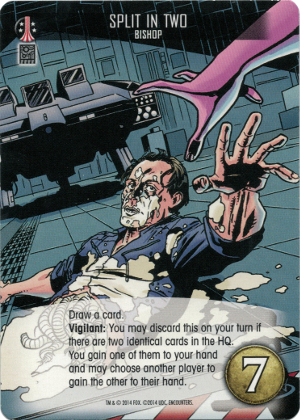 SPLIT IN TWO
BISHOP
Draw a card.
Vigilant: You may discard this on your turn if
there are two identical cards in the HQ.
You gain one of them to your hand
and may choose another player to
gain the other to their hand.
7
TM & © 2014 FOX. ©2014 UDC. ENCOUNTERS.